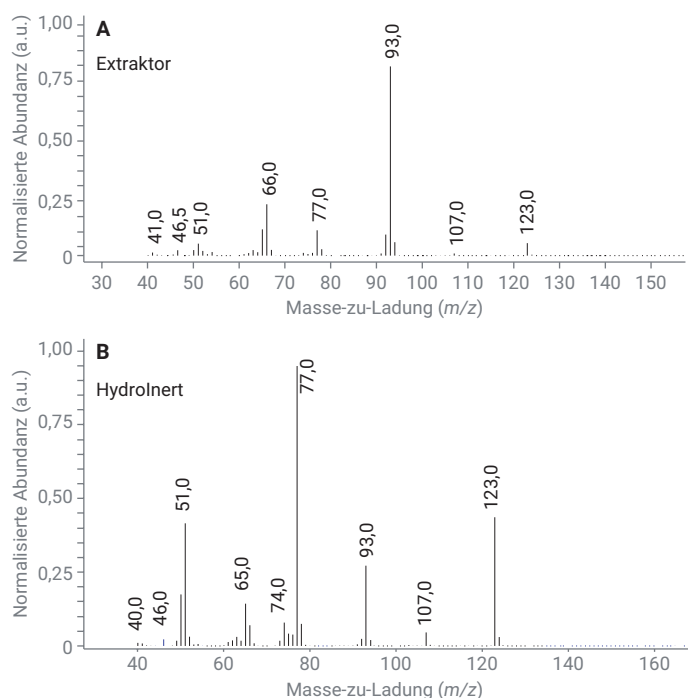 A
Extraktor
Normalisierte Abundanz (a.u.)
1,00
0,75
0,50
0,25
0
41,0
46,5
51,0
66,0
77,0
93,0
107,0
123,0
30 40 50 60 70 80 90 100 110 120 130 140 150
Masse-zu-Ladung (m/z)
B
HydroInert
Normalisierte Abundanz (a.u.)
1,00
0,75
0,50
0,25
0
40,0
46,0
51,0
65,0
74,0
77,0
93,0
107,0
123,0
40 60 80 100 120 140 160
Masse-zu-Ladung (m/z)